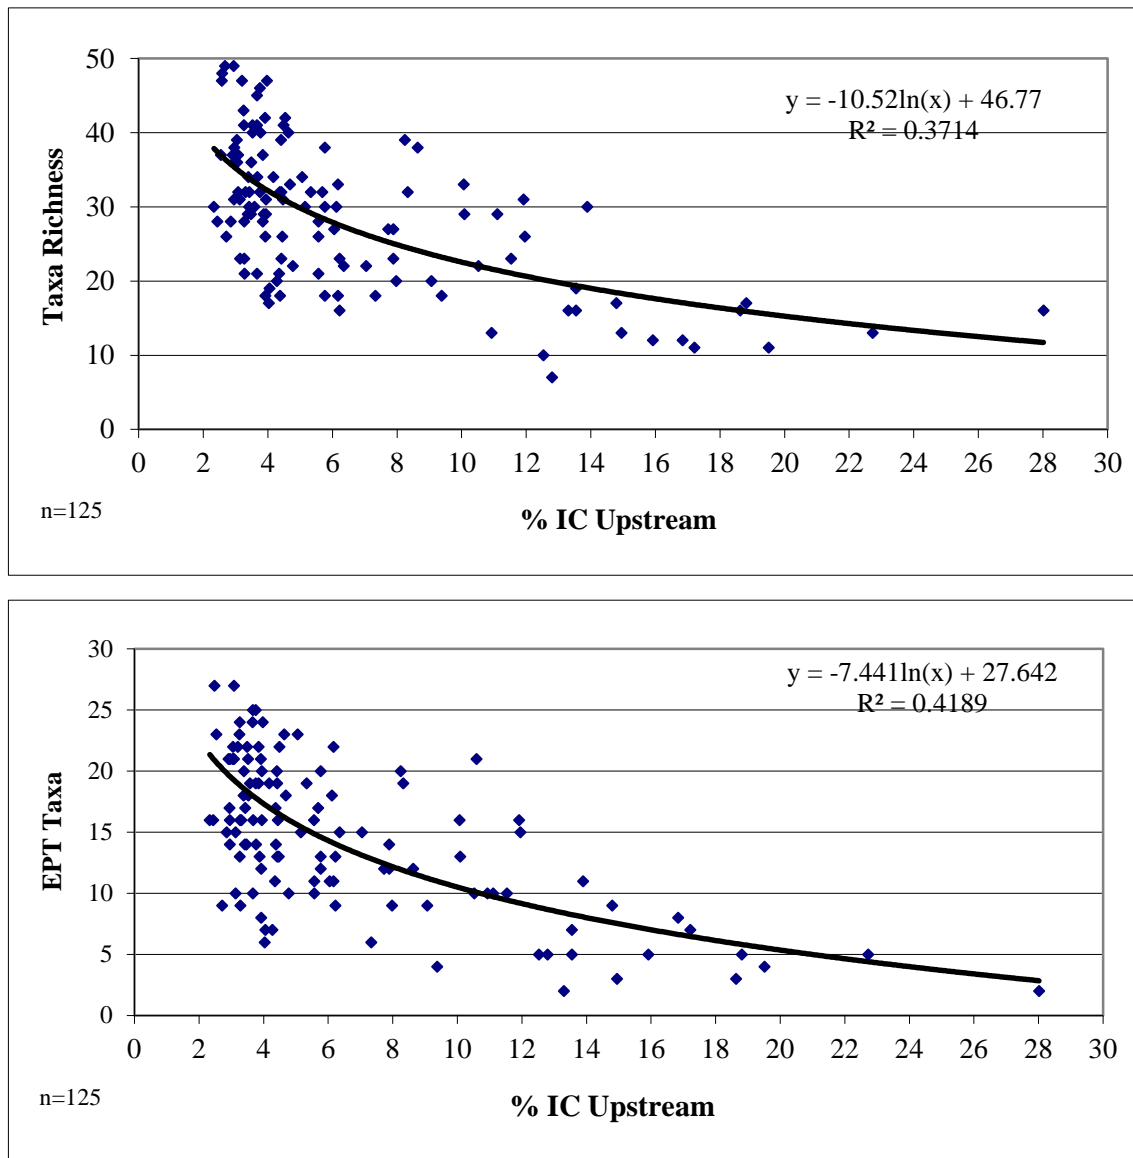 y = -10.52ln(x) + 46.77
R² = 0.3714
50
40
30
20
10
0
Taxa Richness
0 2 4 6 8 10 12 14 16 18 20 22 24 26 28 30
n=125
% IC Upstream
y = -7.441ln(x) + 27.642
R² = 0.4189
30
25
20
15
10
5
0
EPT Taxa
0 2 4 6 8 10 12 14 16 18 20 22 24 26 28 30
n=125
% IC Upstream